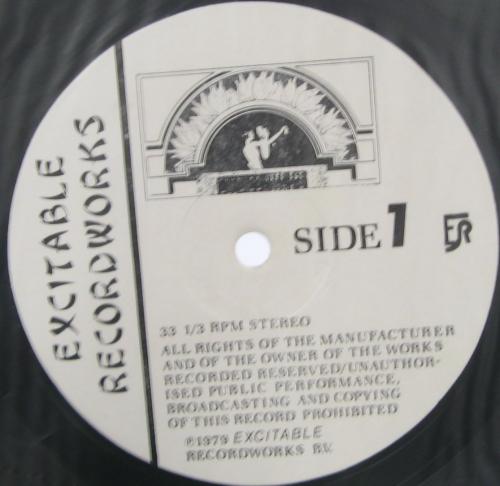 EXCITABLE
RECORDWORKS
SIDE 1
33 1/3 RPM STEREO
ALL RIGHTS OF THE MANUFACTURER
AND OF THE OWNER OF THE WORKS
RECORDED RESERVED/UNAUTHOR-
ISED PUBLIC PERFORMANCE,
BROADCASTING AND COPYING
OF THIS RECORD PROHIBITED
℗1979 EXCITABLE
RECORDWORKS B.V.